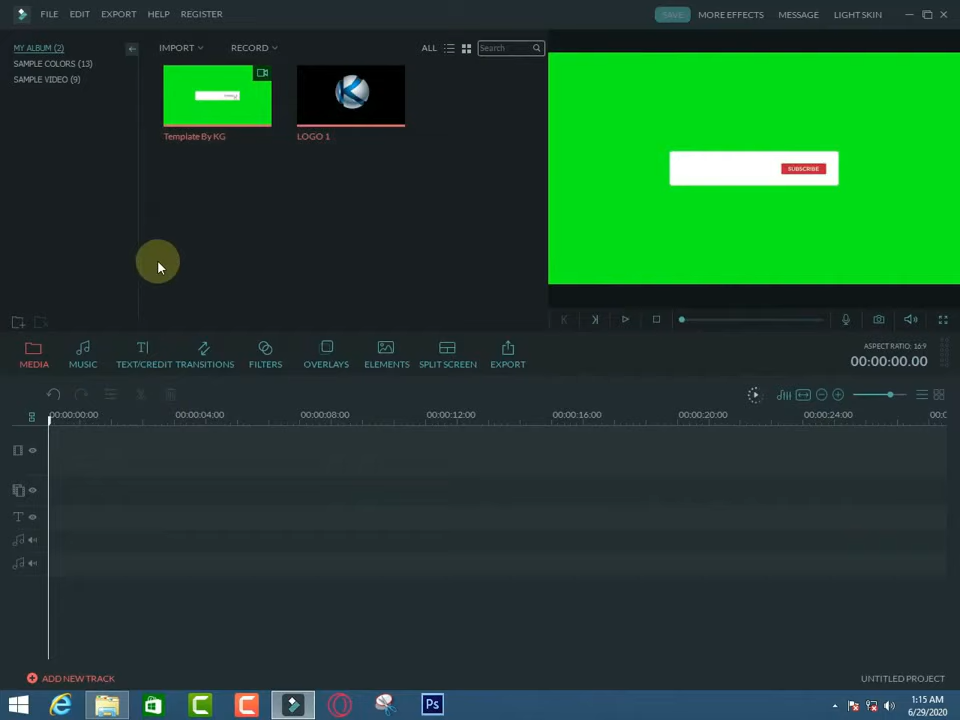 FILE EDIT EXPORT HELP REGISTER SAVE MORE EFFECTS MESSAGE LIGHT SKIN
MY ALBUM (2) IMPORT RECORD ALL Search
SAMPLE COLORS (13)
SAMPLE VIDEO (9)
Template By KG LOGO 1
SUBSCRIBE
ASPECT RATIO: 16:9
00:00:00.00
MEDIA MUSIC TEXT/CREDIT TRANSITIONS FILTERS OVERLAYS ELEMENTS SPLIT SCREEN EXPORT
00:00:00:00 00:00:04:00 00:00:08:00 00:00:12:00 00:00:16:00 00:00:20:00 00:00:24:00
ADD NEW TRACK UNTITLED PROJECT
Ps
1:15 AM
6/29/2020